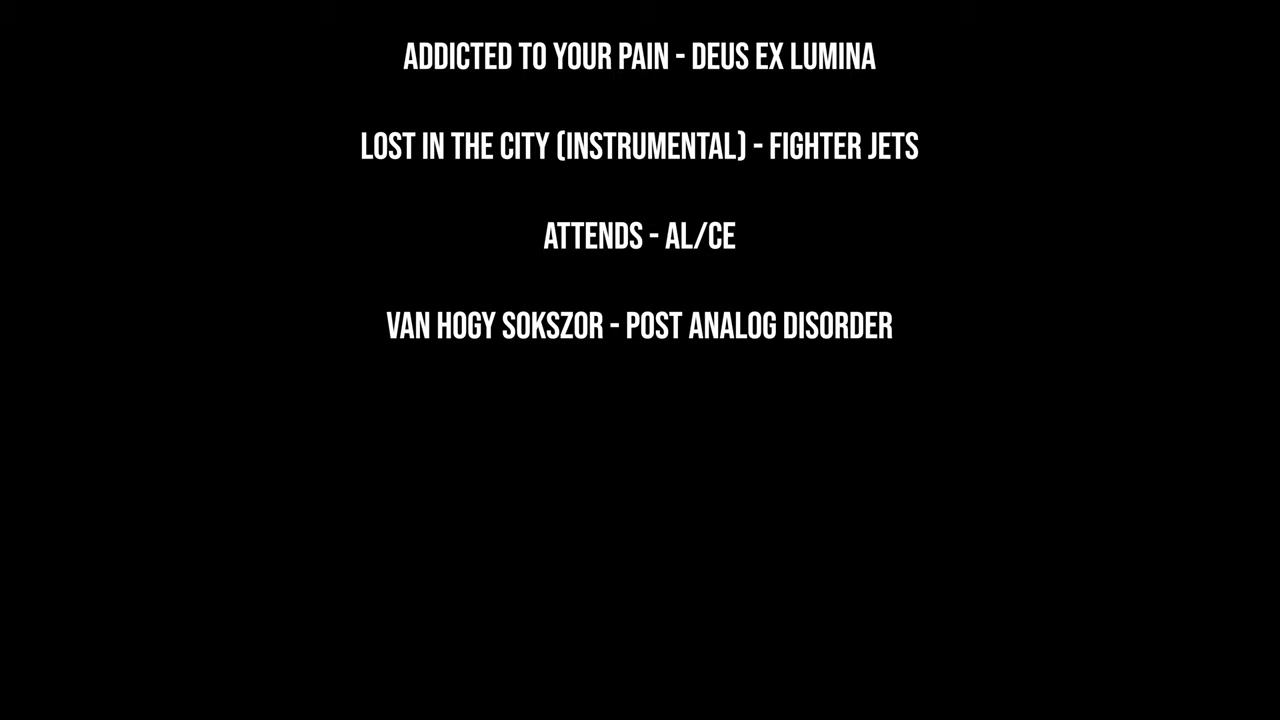 ADDICTED TO YOUR PAIN - DEUS EX LUMINA
LOST IN THE CITY (INSTRUMENTAL) - FIGHTER JETS
ATTENDS - AL/CE
VAN HOGY SOKSZOR - POST ANALOG DISORDER